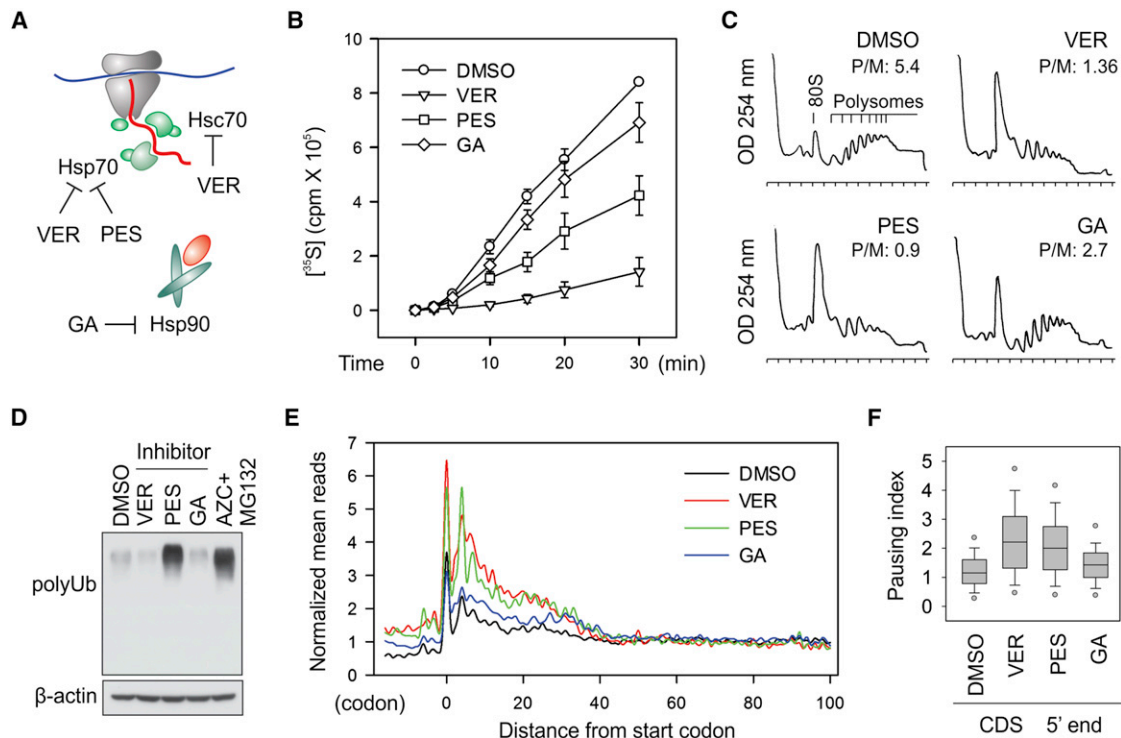 A
Hsc70
Hsp70
VER
VER PES
GA
Hsp90
B
[35S] (cpm X 10⁵)
10
8
6
4
2
0
DMSO
VER
PES
GA
Time 0 10 20 30 (min)
C
OD 254 nm
DMSO
P/M: 5.4
80S
Polysomes
VER
P/M: 1.36
OD 254 nm
PES
P/M: 0.9
GA
P/M: 2.7
D
Inhibitor
DMSO
VER
PES
GA
AZC+
MG132
polyUb
β-actin
E
Normalized mean reads
7
6
5
4
3
2
1
0
DMSO
VER
PES
GA
(codon) 0 20 40 60 80 100
Distance from start codon
F
Pausing index
5
4
3
2
1
0
DMSO
VER
PES
GA
CDS 5' end